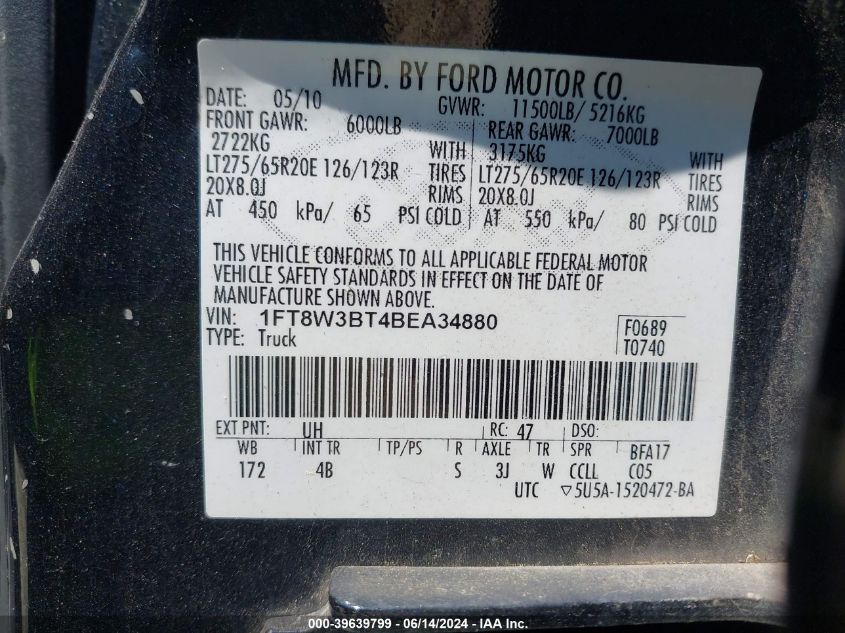 MFD. BY FORD MOTOR CO.
DATE: 05/10 GVWR: 11500LB/ 5216KG
FRONT GAWR: 6000LB REAR GAWR: 7000LB
2722KG WITH 3175KG WITH
LT275/65R20E 126/123R TIRES LT275/65R20E 126/123R TIRES
20X8.0J RIMS 20X8.0J RIMS
AT 450 kPa/ 65 PSI COLD AT 550 kPa/ 80 PSI COLD
THIS VEHICLE CONFORMS TO ALL APPLICABLE FEDERAL MOTOR
VEHICLE SAFETY STANDARDS IN EFFECT ON THE DATE OF
MANUFACTURE SHOWN ABOVE.
VIN: 1FT8W3BT4BEA34880 F0689
TYPE: Truck T0740
EXT PNT: UH RC: 47 DSO:
WB INT TR TP/PS R AXLE TR SPR BFA17
172 4B S 3J W CCLL C05
UTC ▽5U5A-1520472-BA
000-39639799 - 06/14/2024 - IAA Inc.